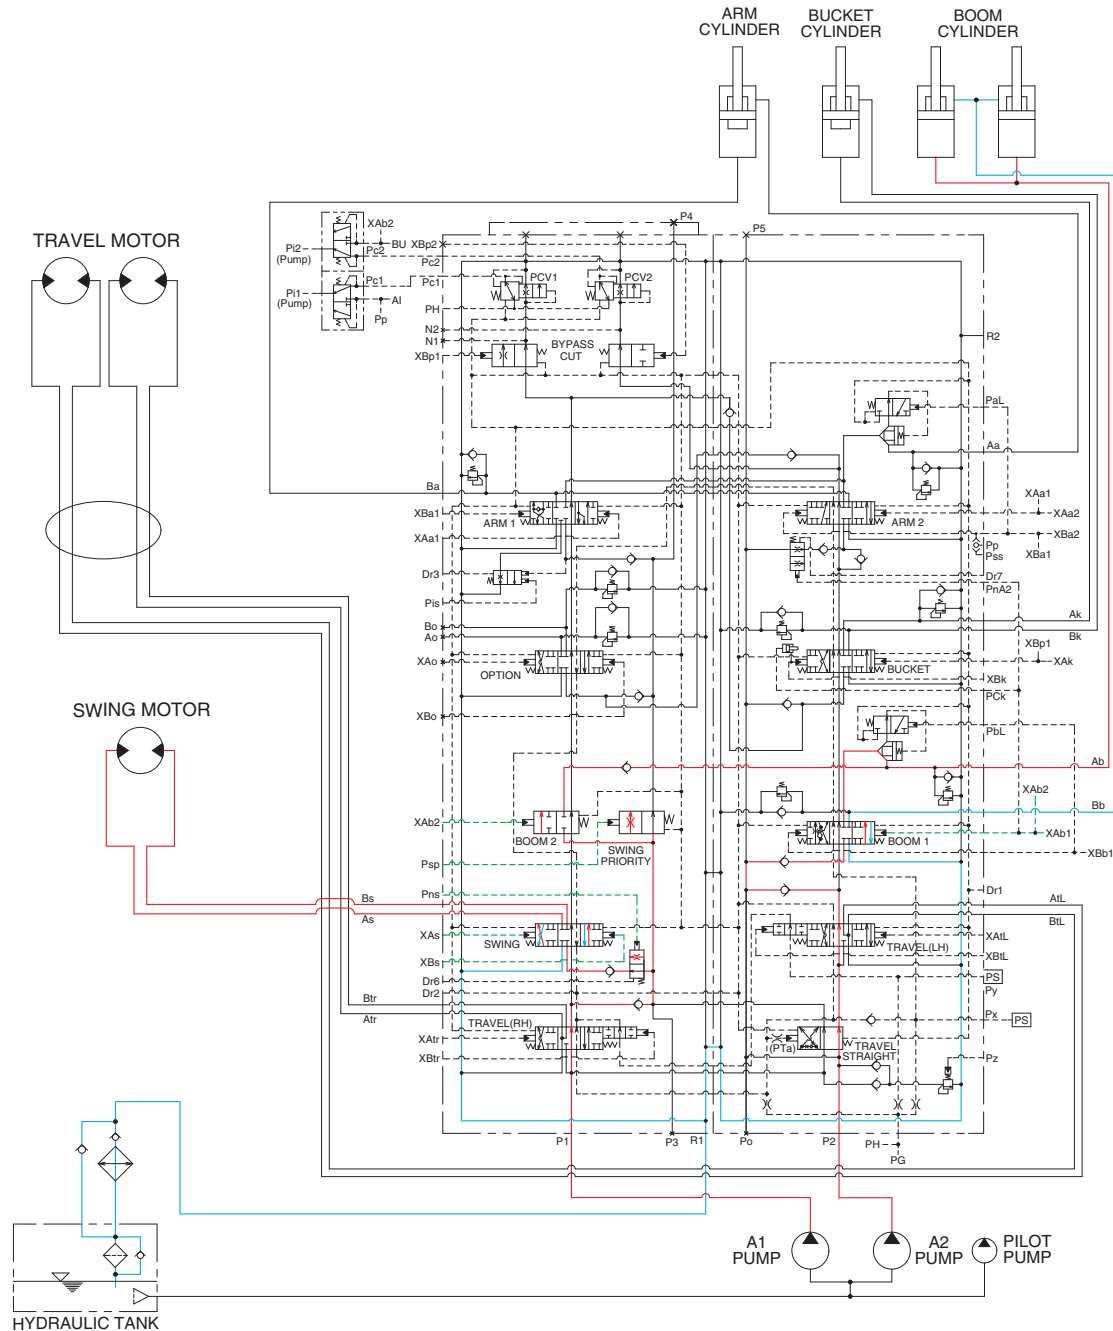 ARM
CYLINDER
BUCKET
CYLINDER
BOOM
CYLINDER
TRAVEL MOTOR
SWING MOTOR
HYDRAULIC TANK
A1
PUMP
A2
PUMP
PILOT
PUMP
XAb2
Pi2
(Pump)
BU
Pc2
Pi1
(Pump)
Pc1
AI
Pp
P4
P5
XBp2
Pc2
Pc1
PCV1
PCV2
PH
N2
N1
BYPASS
CUT
XBp1
R2
PaL
Aa
Ba
XBa1
ARM 1
XAa1
ARM 2
XAa1
XAa2
XBa2
XBa1
Pp
Pss
Dr3
Dr7
PnA2
Pis
Bo
Ao
Ak
Bk
XBp1
XAo
OPTION
BUCKET
XAk
XBk
PCk
XBo
PbL
Ab
XAb2
Bb
XAb2
BOOM 2
SWING
PRIORITY
BOOM 1
XAb1
XBb1
Psp
Pns
Dr1
Bs
As
AtL
BtL
XAs
SWING
TRAVEL(LH)
XAtL
XBs
XBtL
Dr6
Dr2
PS
Py
Btr
Atr
TRAVEL(RH)
Px
PS
XAtr
(PTa)
TRAVEL
STRAIGHT
XBtr
Pz
P1
P3
R1
Po
P2
PH
PG